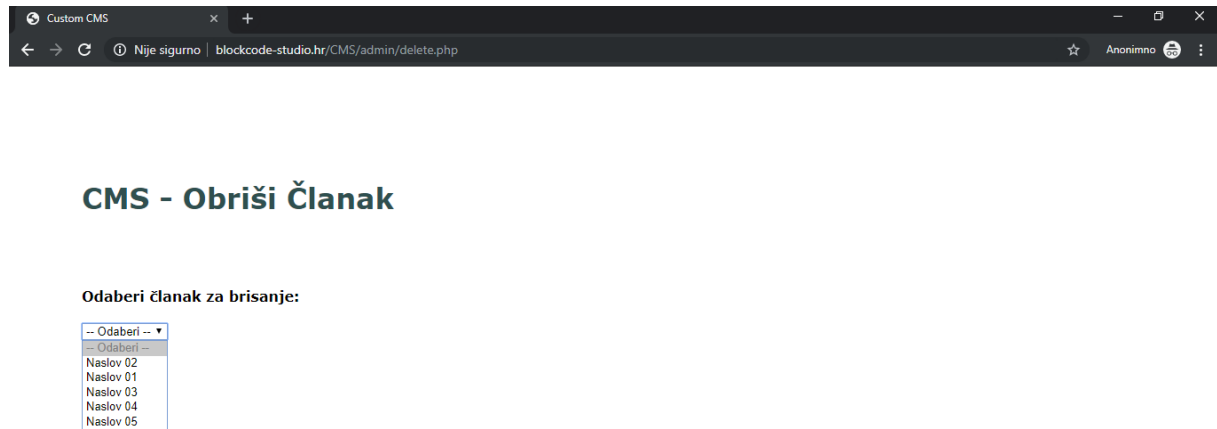 Custom CMS
Nije sigurno | blockcode-studio.hr/CMS/admin/delete.php
Anonimno
CMS - Obriši Članak
Odaberi članak za brisanje:
-- Odaberi --
-- Odaberi --
Naslov 02
Naslov 01
Naslov 03
Naslov 04
Naslov 05